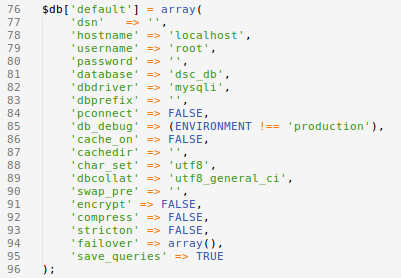 76 $db['default'] = array(
77     'dsn'   => '',
78     'hostname' => 'localhost',
79     'username' => 'root',
80     'password' => '',
81     'database' => 'dsc_db',
82     'dbdriver' => 'mysqli',
83     'dbprefix' => '',
84     'pconnect' => FALSE,
85     'db_debug' => (ENVIRONMENT !== 'production'),
86     'cache_on' => FALSE,
87     'cachedir' => '',
88     'char_set' => 'utf8',
89     'dbcollat' => 'utf8_general_ci',
90     'swap_pre' => '',
91     'encrypt' => FALSE,
92     'compress' => FALSE,
93     'stricton' => FALSE,
94     'failover' => array(),
95     'save_queries' => TRUE
96 );